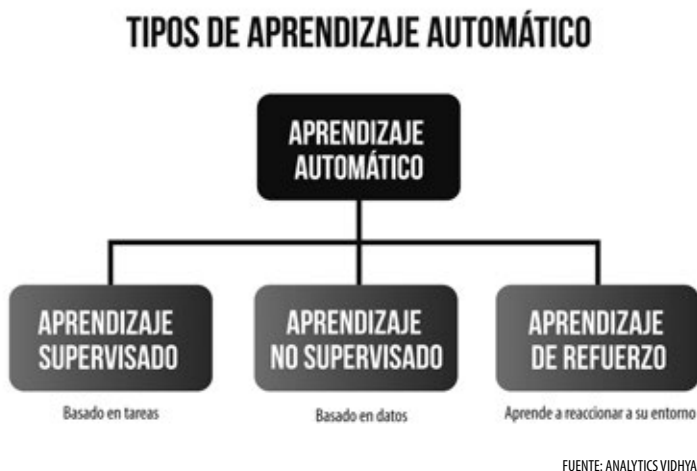 TIPOS DE APRENDIZAJE AUTOMÁTICO
APRENDIZAJE
AUTOMÁTICO
APRENDIZAJE
SUPERVISADO
APRENDIZAJE
NO SUPERVISADO
APRENDIZAJE
DE REFUERZO
Basado en tareas
Basado en datos
Aprende a reaccionar a su entorno
FUENTE: ANALYTICS VIDHYA